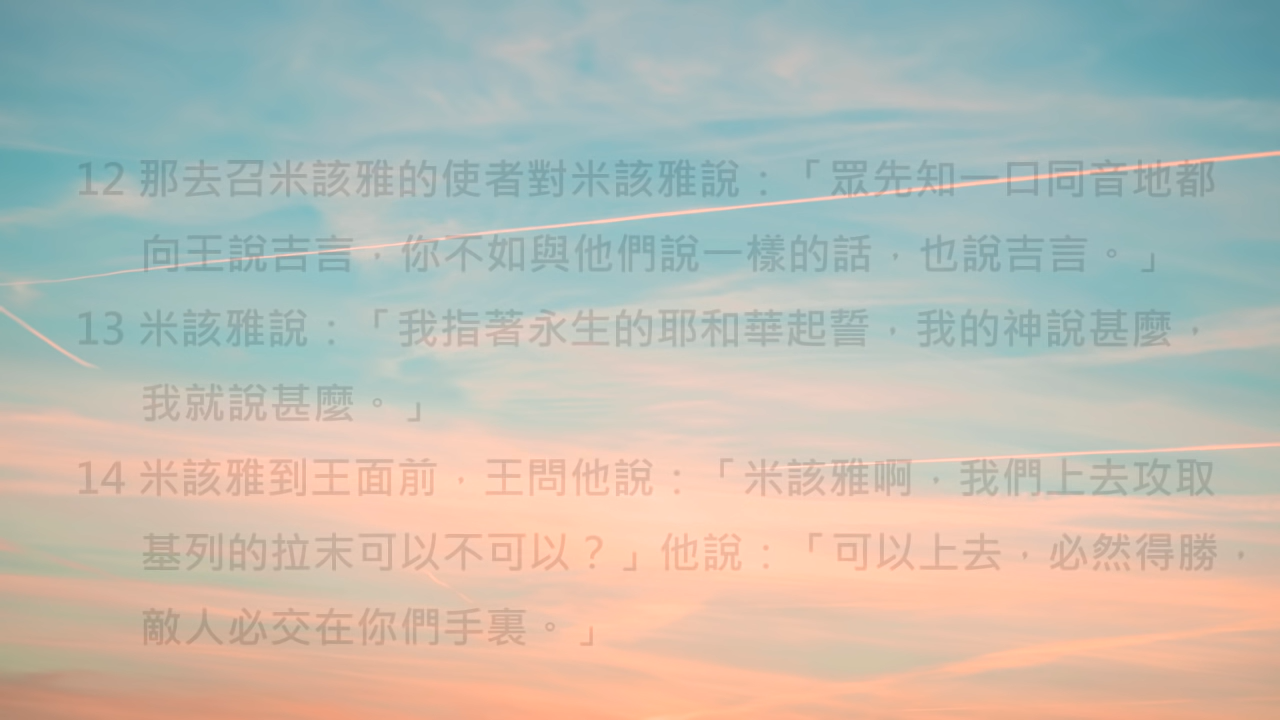 12 那去召米該雅的使者對米該雅說：「眾先知一口同音地都
向王說吉言，你不如與他們說一樣的話，也說吉言。」
13 米該雅說：「我指著永生的耶和華起誓，我的神說甚麼，
我就說甚麼。」
14 米該雅到王面前，王問他說：「米該雅啊，我們上去攻取
基列的拉末可以不可以？」他說：「可以上去，必然得勝，
敵人必交在你們手裏。」